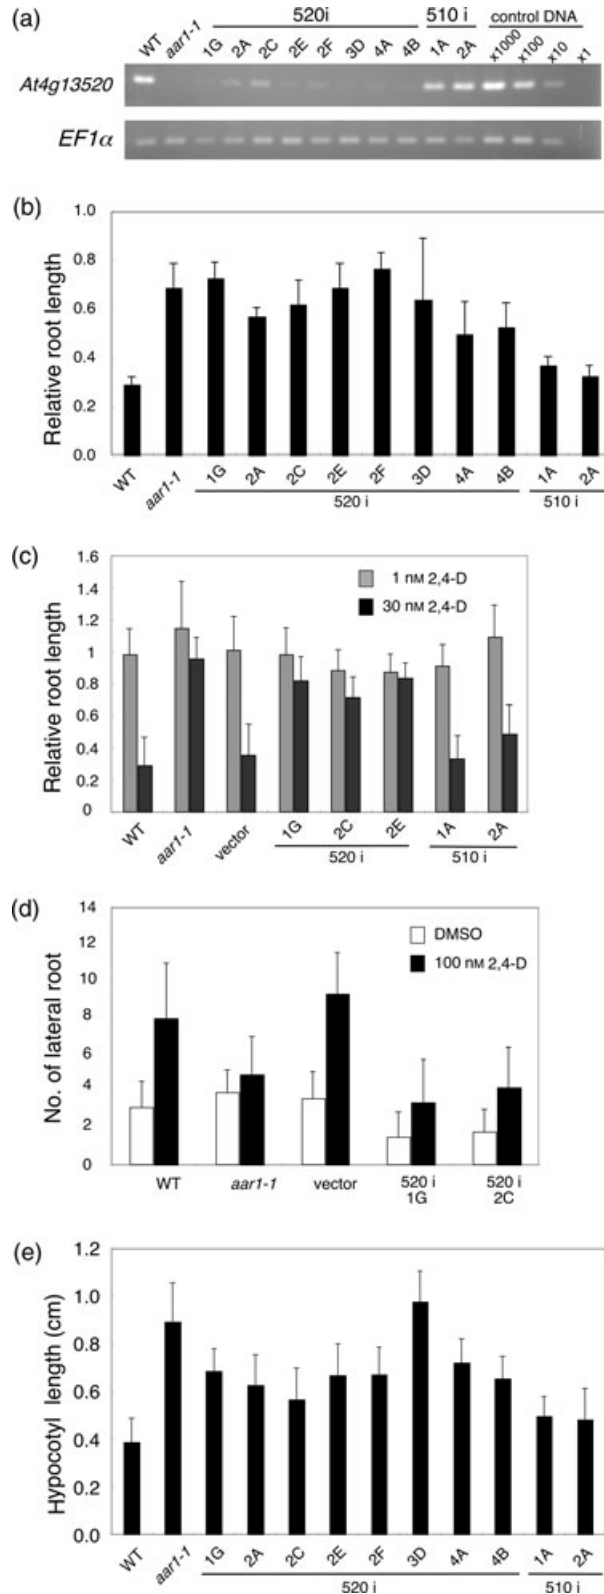 (a)
520i 510 i control DNA
WT aar1-1 1G 2A 2C 2E 2F 3D 4A 4B 1A 2A x1000 x100 x10 x1
At4g13520
EF1α
(b)
Relative root length
1.0
0.8
0.6
0.4
0.2
0.0
WT aar1-1 1G 2A 2C 2E 2F 3D 4A 4B 1A 2A
520 i 510 i
(c)
Relative root length
1.6
1.4
1.2
1
0.8
0.6
0.4
0.2
0
1 nM 2,4-D
30 nM 2,4-D
WT aar1-1 vector 1G 2C 2E 1A 2A
520 i 510 i
(d)
No. of lateral root
14
12
10
8
6
4
2
0
DMSO
100 nM 2,4-D
WT aar1-1 vector 520 i 520 i
1G 2C
(e)
Hypocotyl length (cm)
1.2
1.0
0.8
0.6
0.4
0.2
0.0
WT aar1-1 1G 2A 2C 2E 2F 3D 4A 4B 1A 2A
520 i 510 i